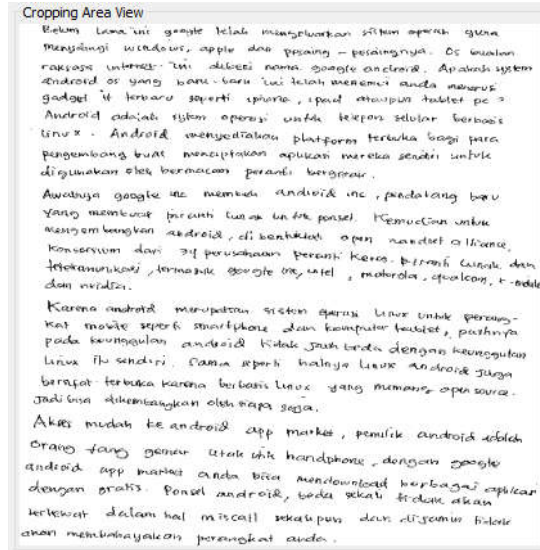 Cropping Area View
Belum lama ini google telah mengeluarkan sistem operasi guna
menyaingi windows, apple dan pesaing-pesaingnya. Os buatan
raksasa internet ini diberi nama google android. Apakah system
android os yang baru-baru ini telah menemui anda
gadget it terbaru seperti iphone, ipad ataupun tablet pc ?
Android adalah sistem operasi untuk telepon selular berbasis
linux. Android menyediakan platform terbuka bagi para
pengembang buat menciptakan aplikasi mereka sendiri untuk
digunakan oleh bermacam peranti bergerak.
Awalnya google inc membeli android inc, pendatang baru
yang membuat peranti lunak untuk ponsel. Kemudian untuk
mengembangkan android, dibentuklah open handset alliance,
konsorsium dari 34 perusahaan peranti keras, peranti lunak dan
telekomunikasi, termasuk google inc, intel, motorola, qualcom, t-mobile
dan nvidia.
Karena android merupakan sistem operasi linux untuk perang-
kat mobile seperti smartphone dan komputer tablet,
pada keunggulan android tidak jauh beda dengan keunggulan
linux itu sendiri. Sama seperti halnya linux android juga
bersifat terbuka karena berbasis linux yang memang open source.
Jadi bisa dikembangkan oleh siapa saja.
Akses mudah ke android app market, pemilik android adalah
orang yang gemar utak utik handphone, dengan google
android app market anda bisa mendownload berbagai aplikasi
dengan gratis. Ponsel android, beda sekali tidak akan
terlewat dalam hal miscall sekalipun dan dijamin tidak
akan membahayakan perangkat anda.